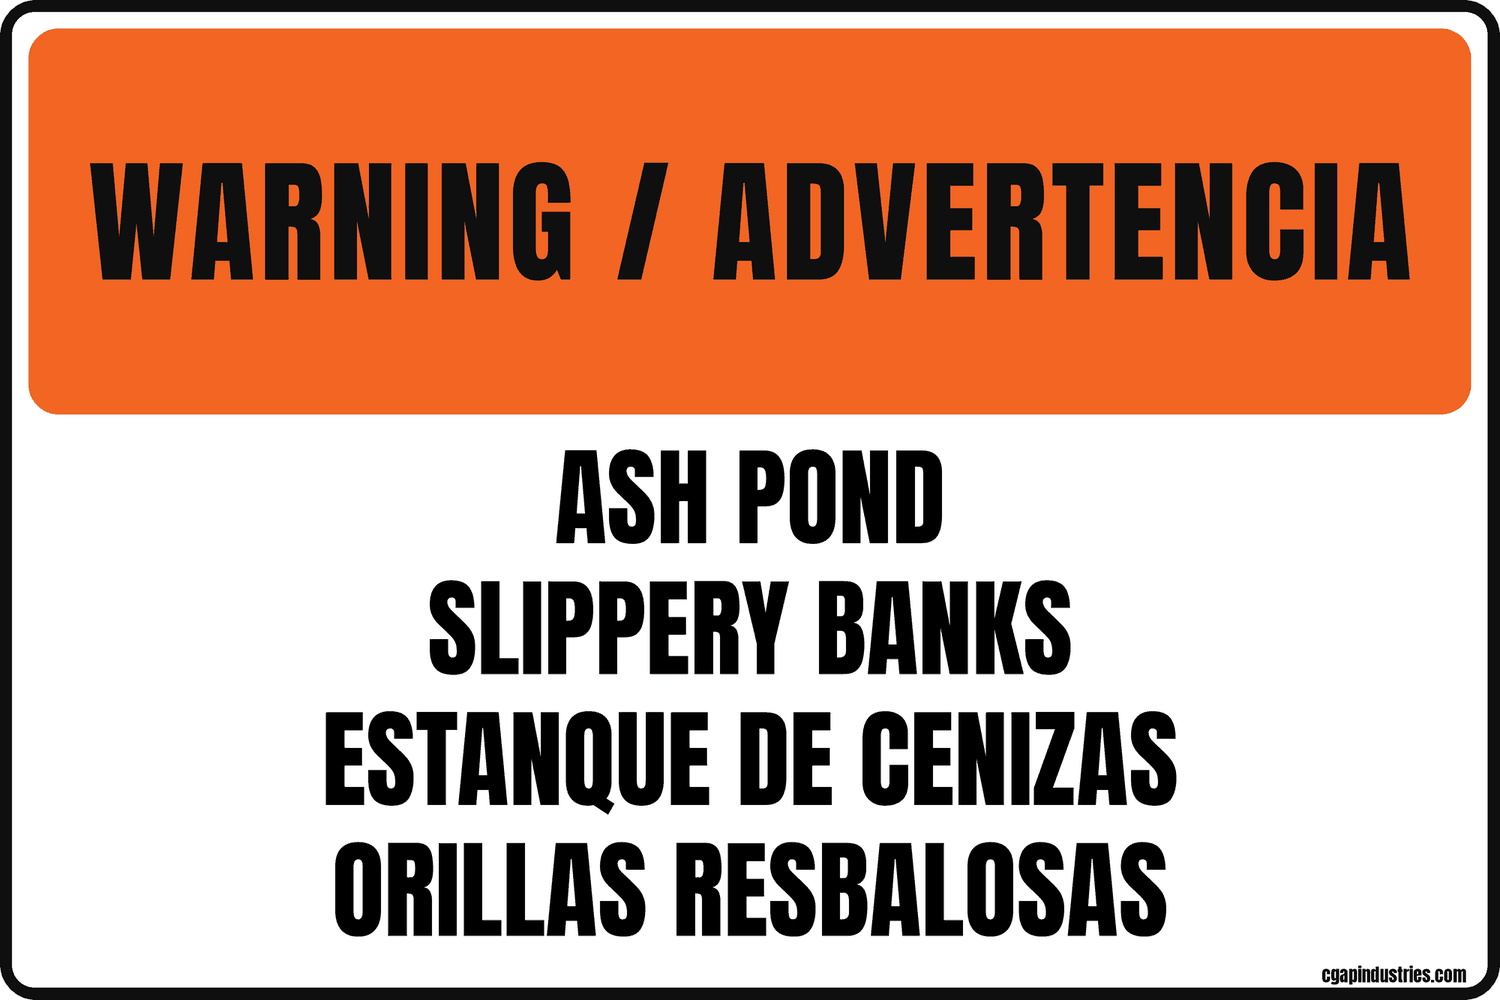 WARNING / ADVERTENCIA
ASH POND
SLIPPERY BANKS
ESTANQUE DE CENIZAS
ORILLAS RESBALOSAS
cgapindustries.com